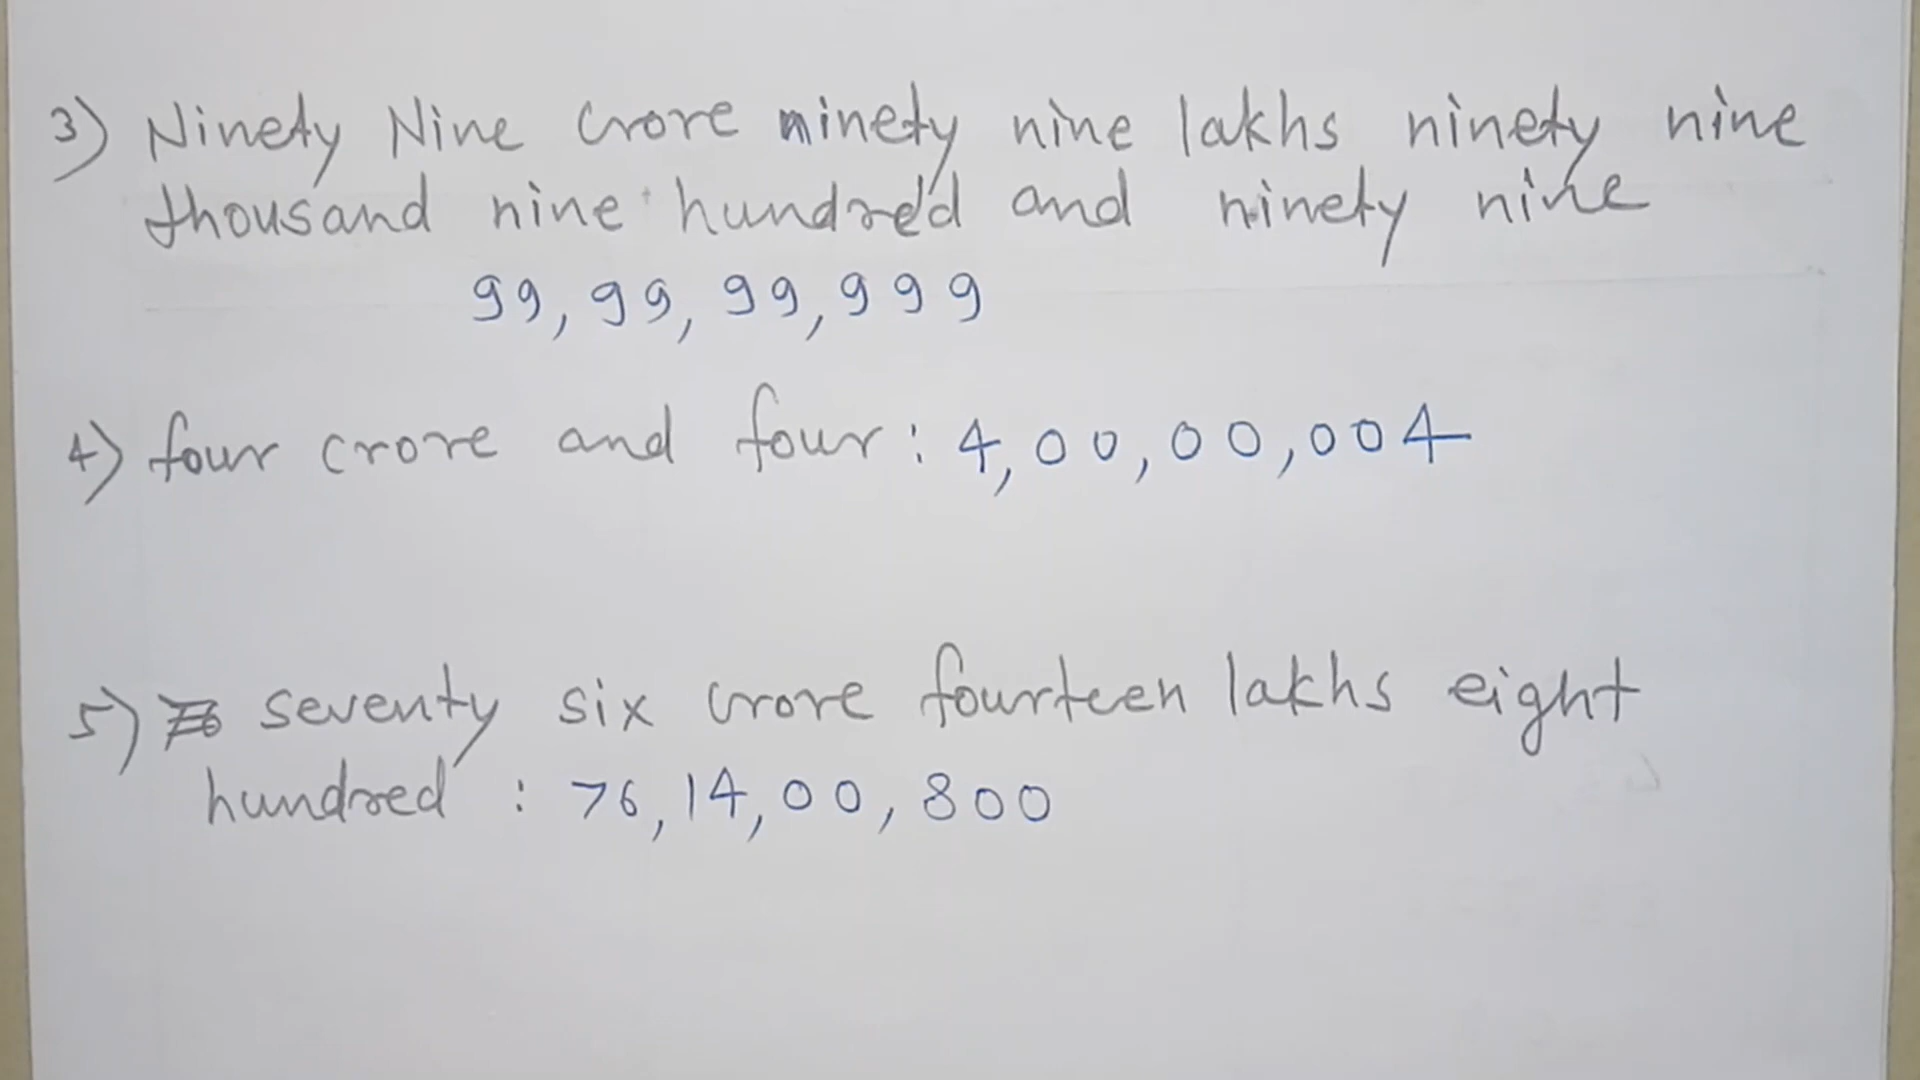 3) Ninety Nine crore ninety nine lakhs ninety nine
thousand nine hundred and ninety nine
99,99,99,999
4) four crore and four : 4,00,00,004
5) seventy six crore fourteen lakhs eight
hundred : 76,14,00,800